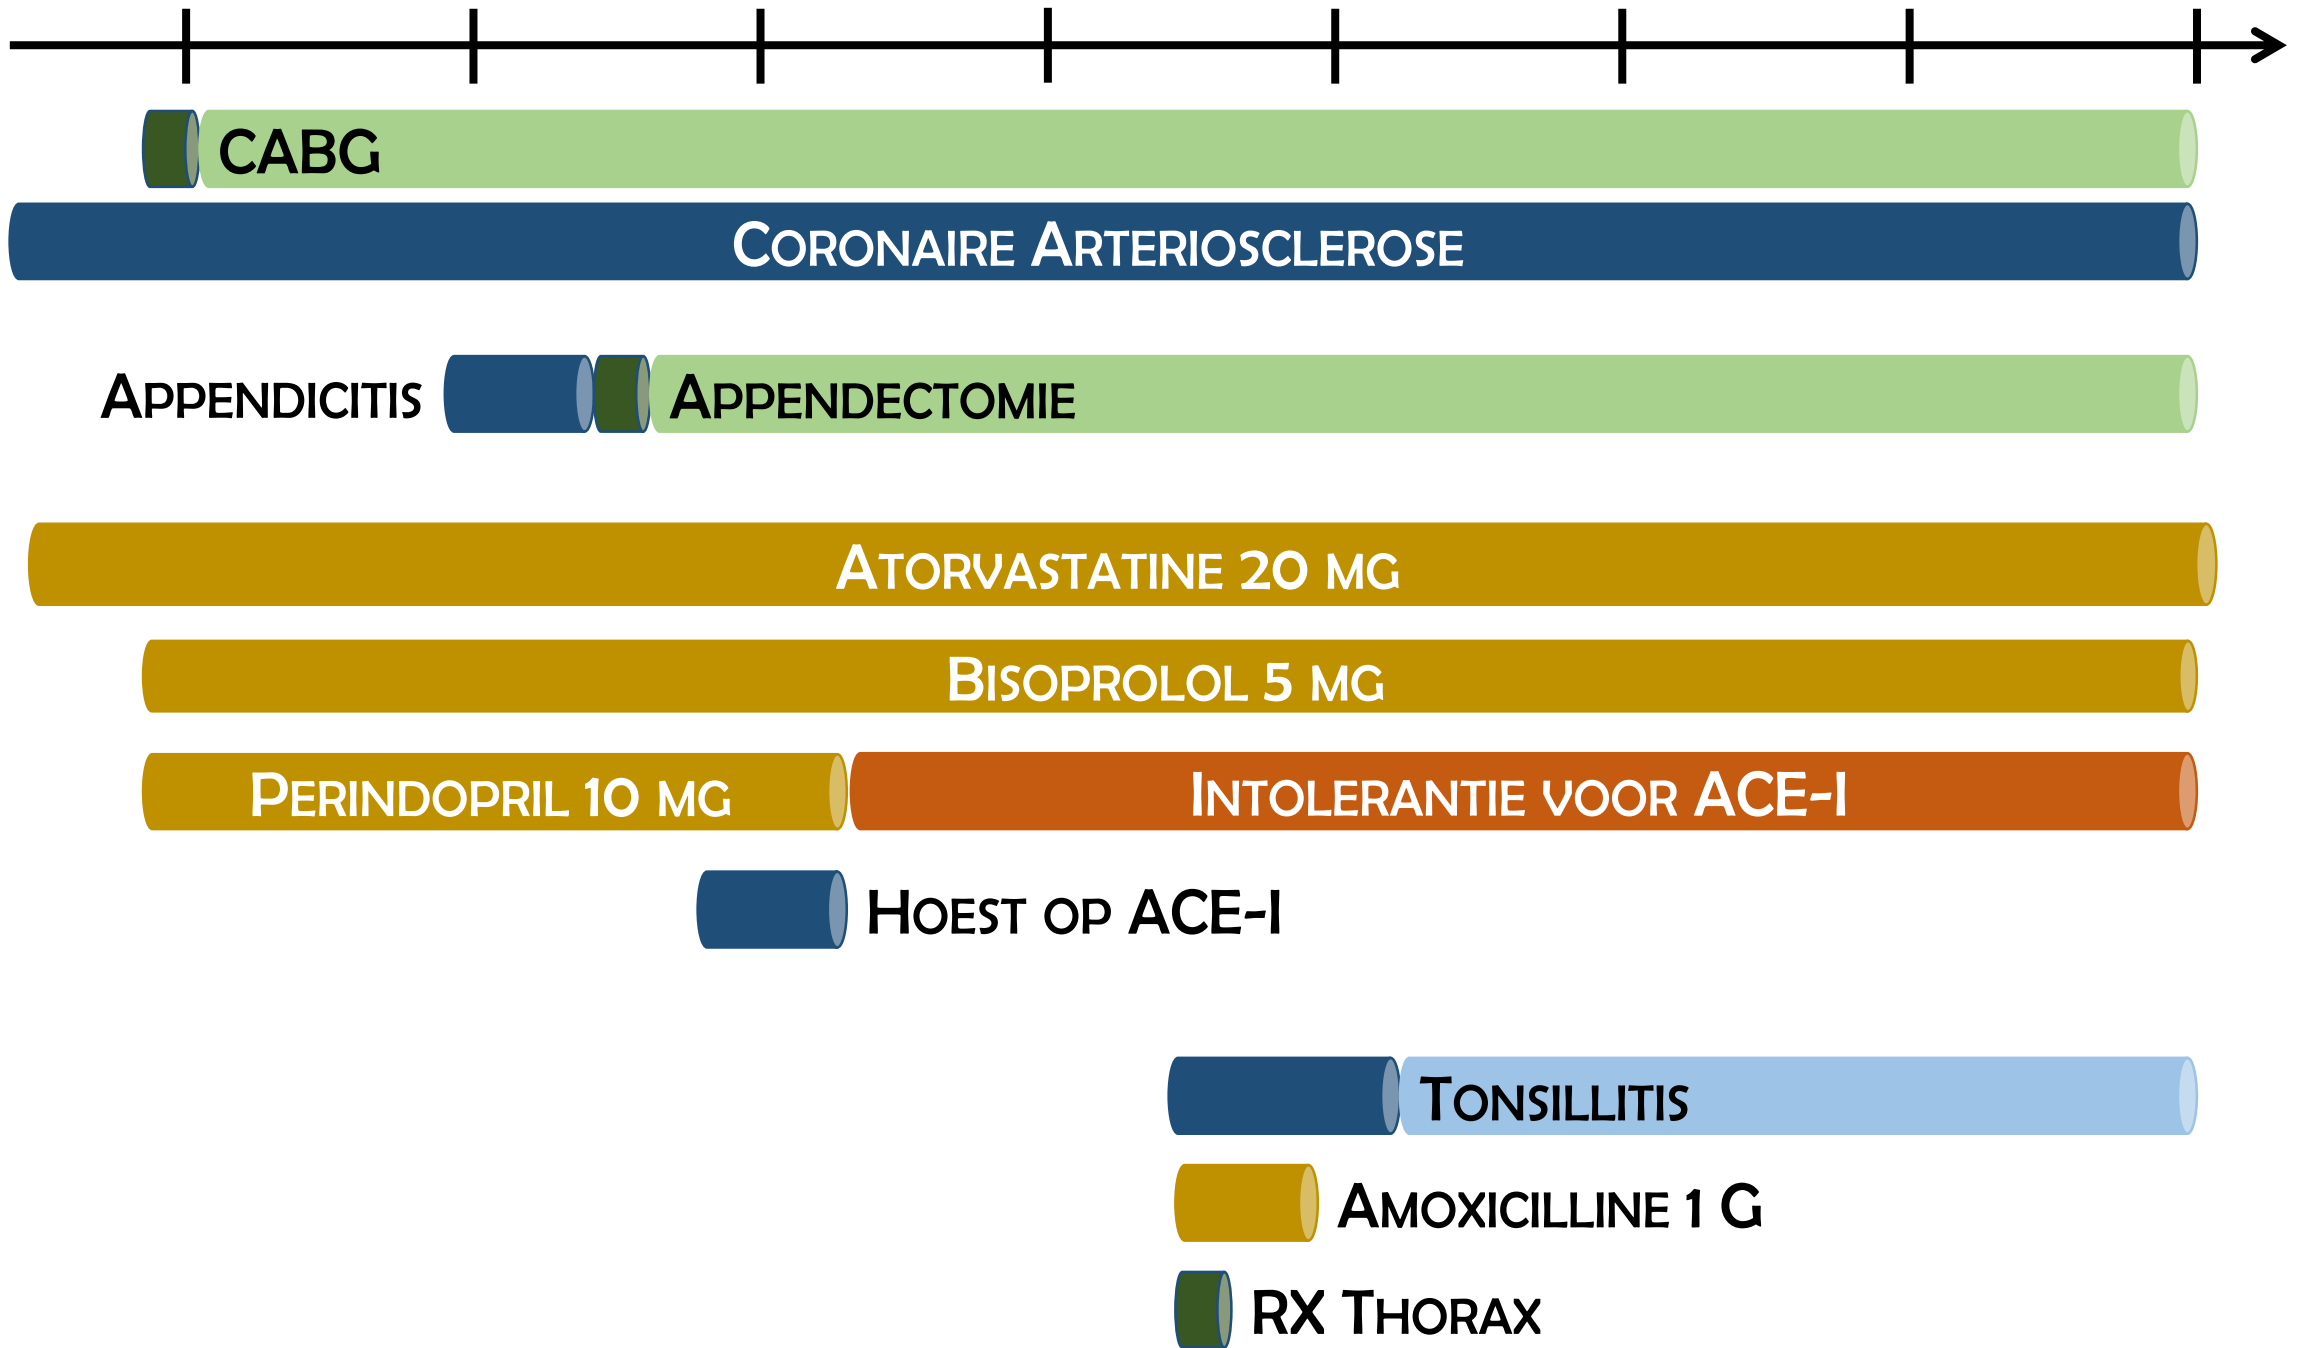 CABG
Coronaire Arteriosclerose
Appendicitis
Appendectomie
Atorvastatine 20 mg
Bisoprolol 5 mg
Perindopril 10 mg
Intolerantie voor ACE-I
Hoest op ACE-I
Tonsillitis
Amoxicilline 1 G
RX Thorax